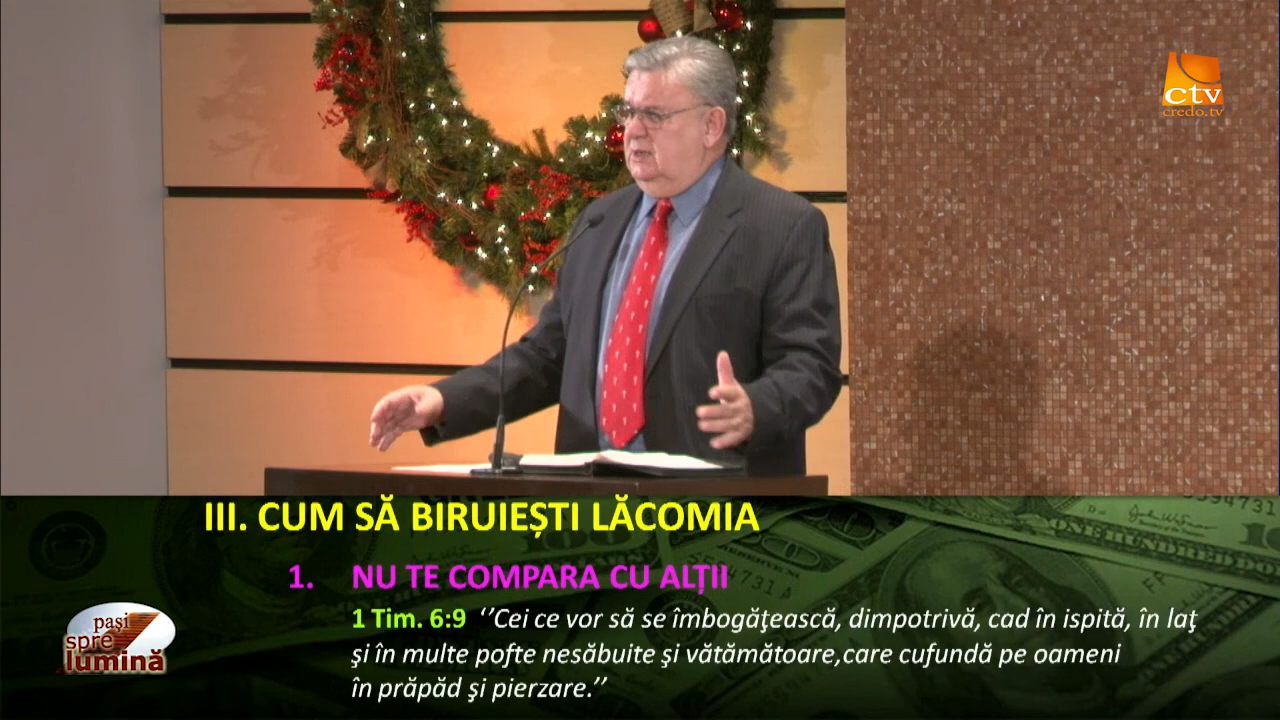 ctv
credo.tv
III. CUM SĂ BIRUIEȘTI LĂCOMIA
1. NU TE COMPARA CU ALȚII
1 Tim. 6:9 ‘’Cei ce vor să se îmbogăţească, dimpotrivă, cad în ispită, în laţ
şi în multe pofte nesăbuite şi vătămătoare,care cufundă pe oameni
în prăpăd şi pierzare.’’
paşi
spre
lumină